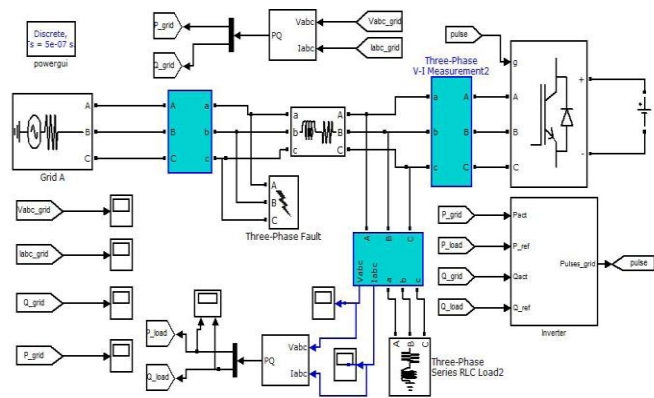 Discrete,
Ts = 5e-07 s.
powergui
P_grid
Q_grid
PQ
Vabc
Iabc
Vabc_grid
Iabc_grid
Three-Phase
V-I Measurement2
pulse
g
A
B
C
+
-
Grid A
A
B
C
A
B
C
a
b
c
a
b
c
A
B
C
a
b
c
A
B
C
A
B
C
Three-Phase Fault
Vabc_grid
Iabc_grid
Q_grid
P_grid
A
B
C
Vabc
Iabc
a
b
c
P_load
Q_load
PQ
Vabc
Iabc
A
B
C
Three-Phase
Series RLC Load2
P_grid
P_load
Q_grid
Q_load
Pact
P_ref
Qact
Q_ref
Pulses_grid
pulse
Inverter